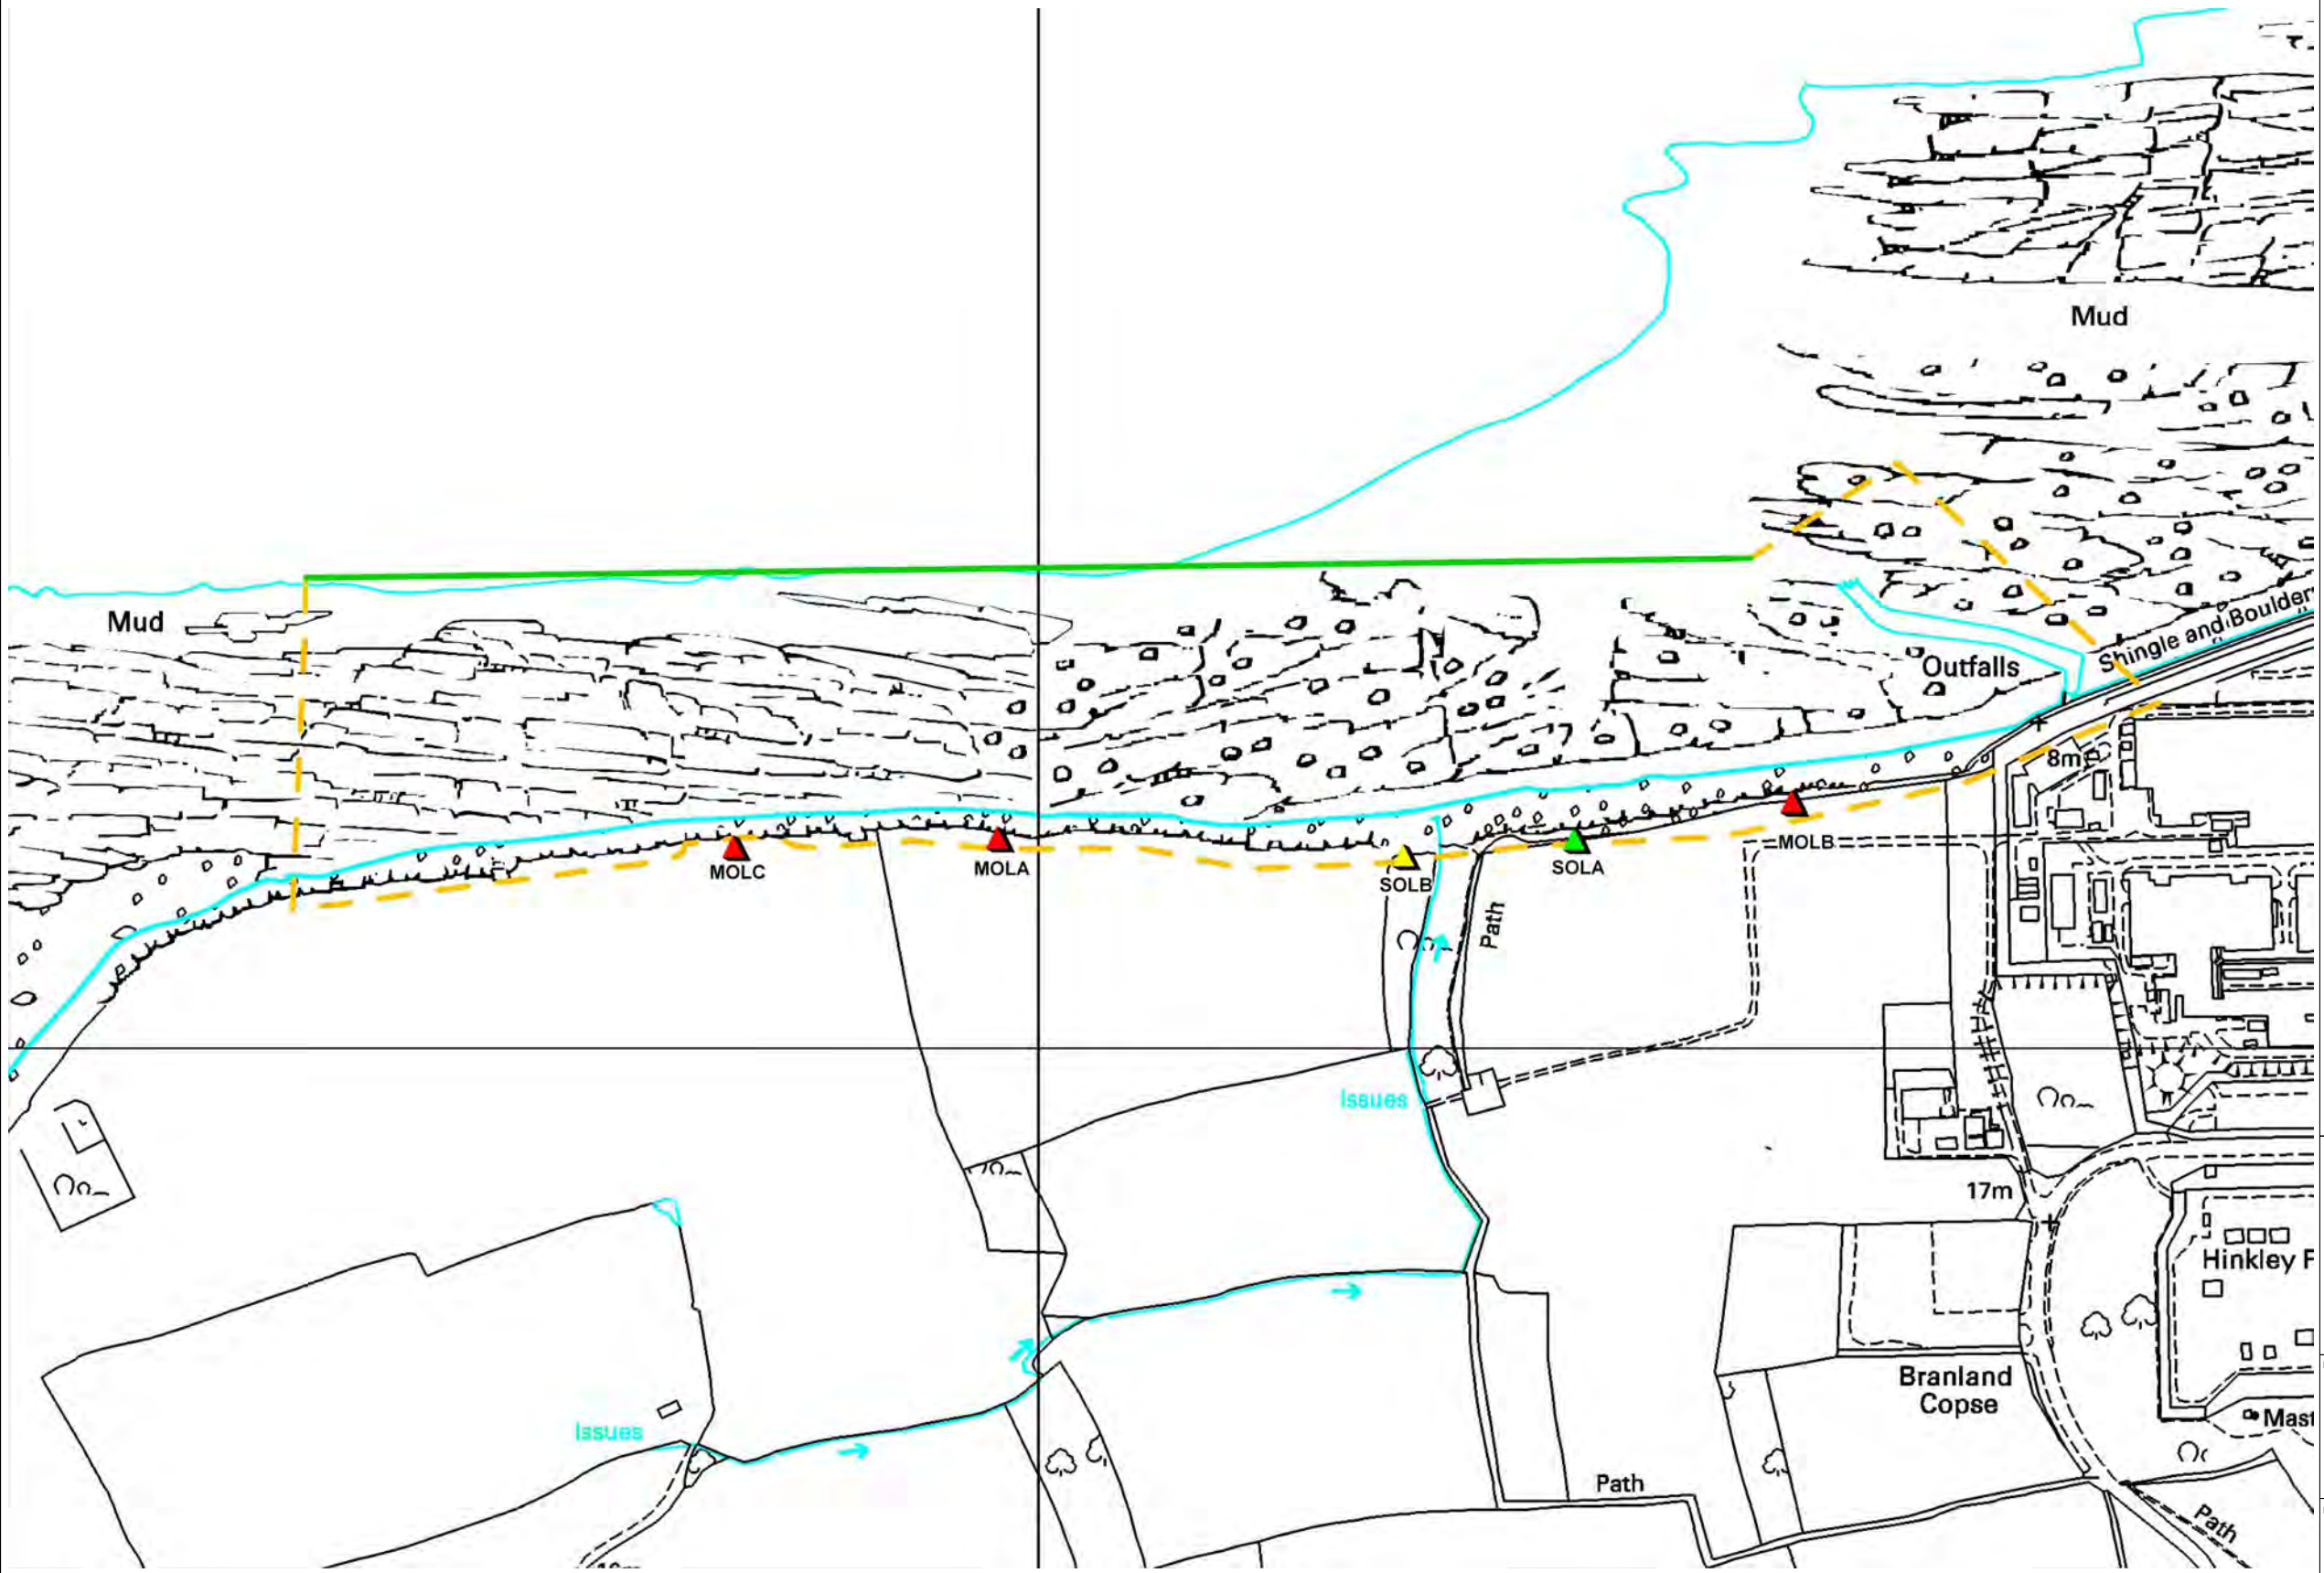 Mud
Mud
Shingle and Boulder
Outfalls
8m
MOLB
MOLC
MOLA
SOLB
SOLA
Path
Issues
17m
Hinkley P
Branland
Copse
Mast
Issues
Path
Path